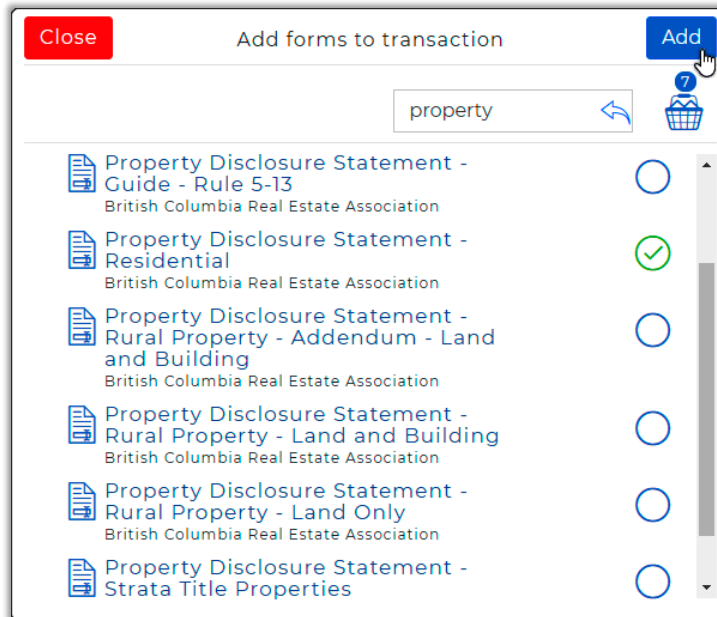 Close
Add forms to transaction
Add
7
property
Property Disclosure Statement -
Guide - Rule 5-13
British Columbia Real Estate Association
Property Disclosure Statement -
Residential
British Columbia Real Estate Association
Property Disclosure Statement -
Rural Property - Addendum - Land
and Building
British Columbia Real Estate Association
Property Disclosure Statement -
Rural Property - Land and Building
British Columbia Real Estate Association
Property Disclosure Statement -
Rural Property - Land Only
British Columbia Real Estate Association
Property Disclosure Statement -
Strata Title Properties